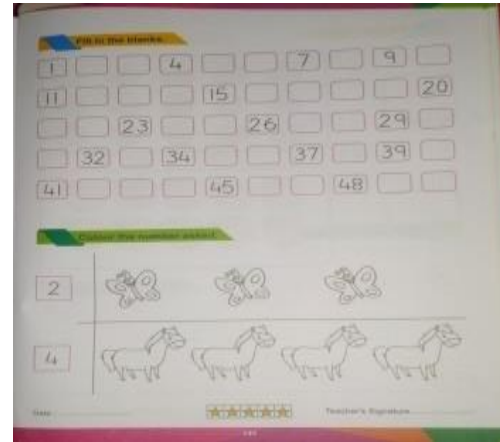 Fill in the blanks
1 4 7 9
11 15 20
23 26 29
32 34 37 39
41 45 48
Colour the number
2
4
Date
Teacher's Signature